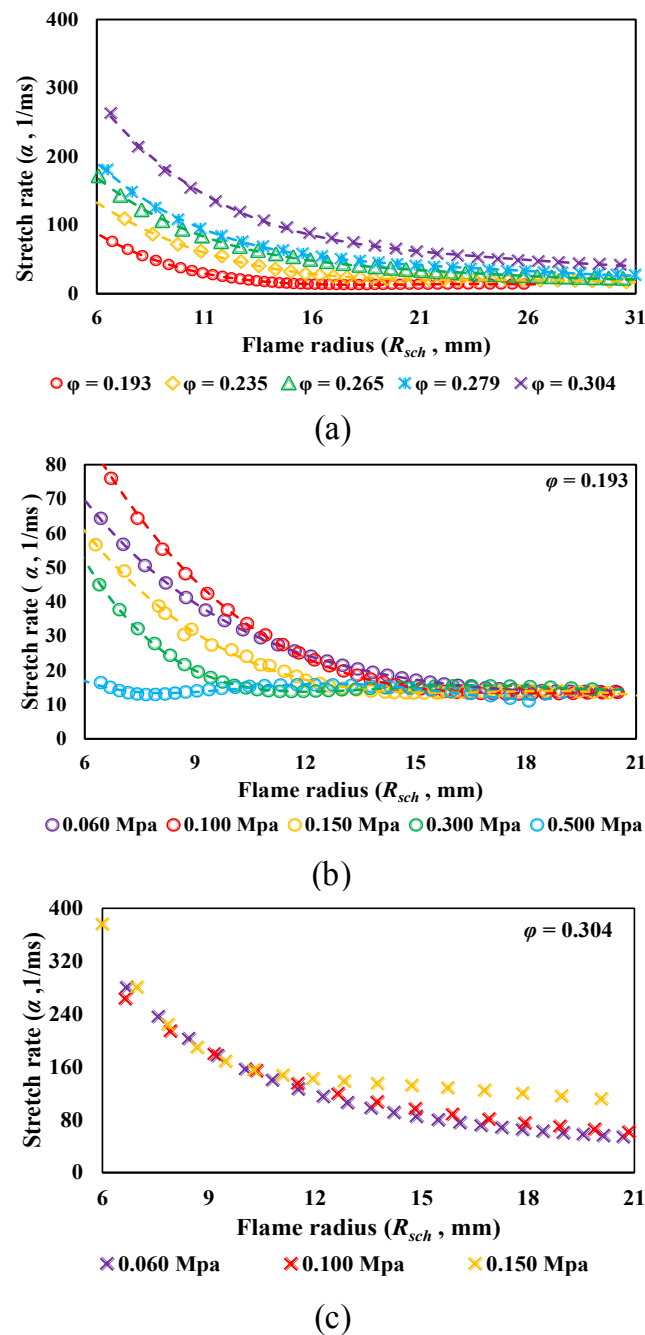 400
300
200
100
0
Stretch rate (α , 1/ms)
6 11 16 21 26 31
Flame radius (R_sch , mm)
φ = 0.193 φ = 0.235 φ = 0.265 φ = 0.279 φ = 0.304
(a)
80
70
60
50
40
30
20
10
0
Stretch rate ( α , 1/ms)
φ = 0.193
6 9 12 15 18 21
Flame radius (R_sch , mm)
0.060 Mpa 0.100 Mpa 0.150 Mpa 0.300 Mpa 0.500 Mpa
(b)
400
320
240
160
80
0
Stretch rate (α ,1/ms)
φ = 0.304
6 9 12 15 18 21
Flame radius (R_sch , mm)
0.060 Mpa 0.100 Mpa 0.150 Mpa
(c)